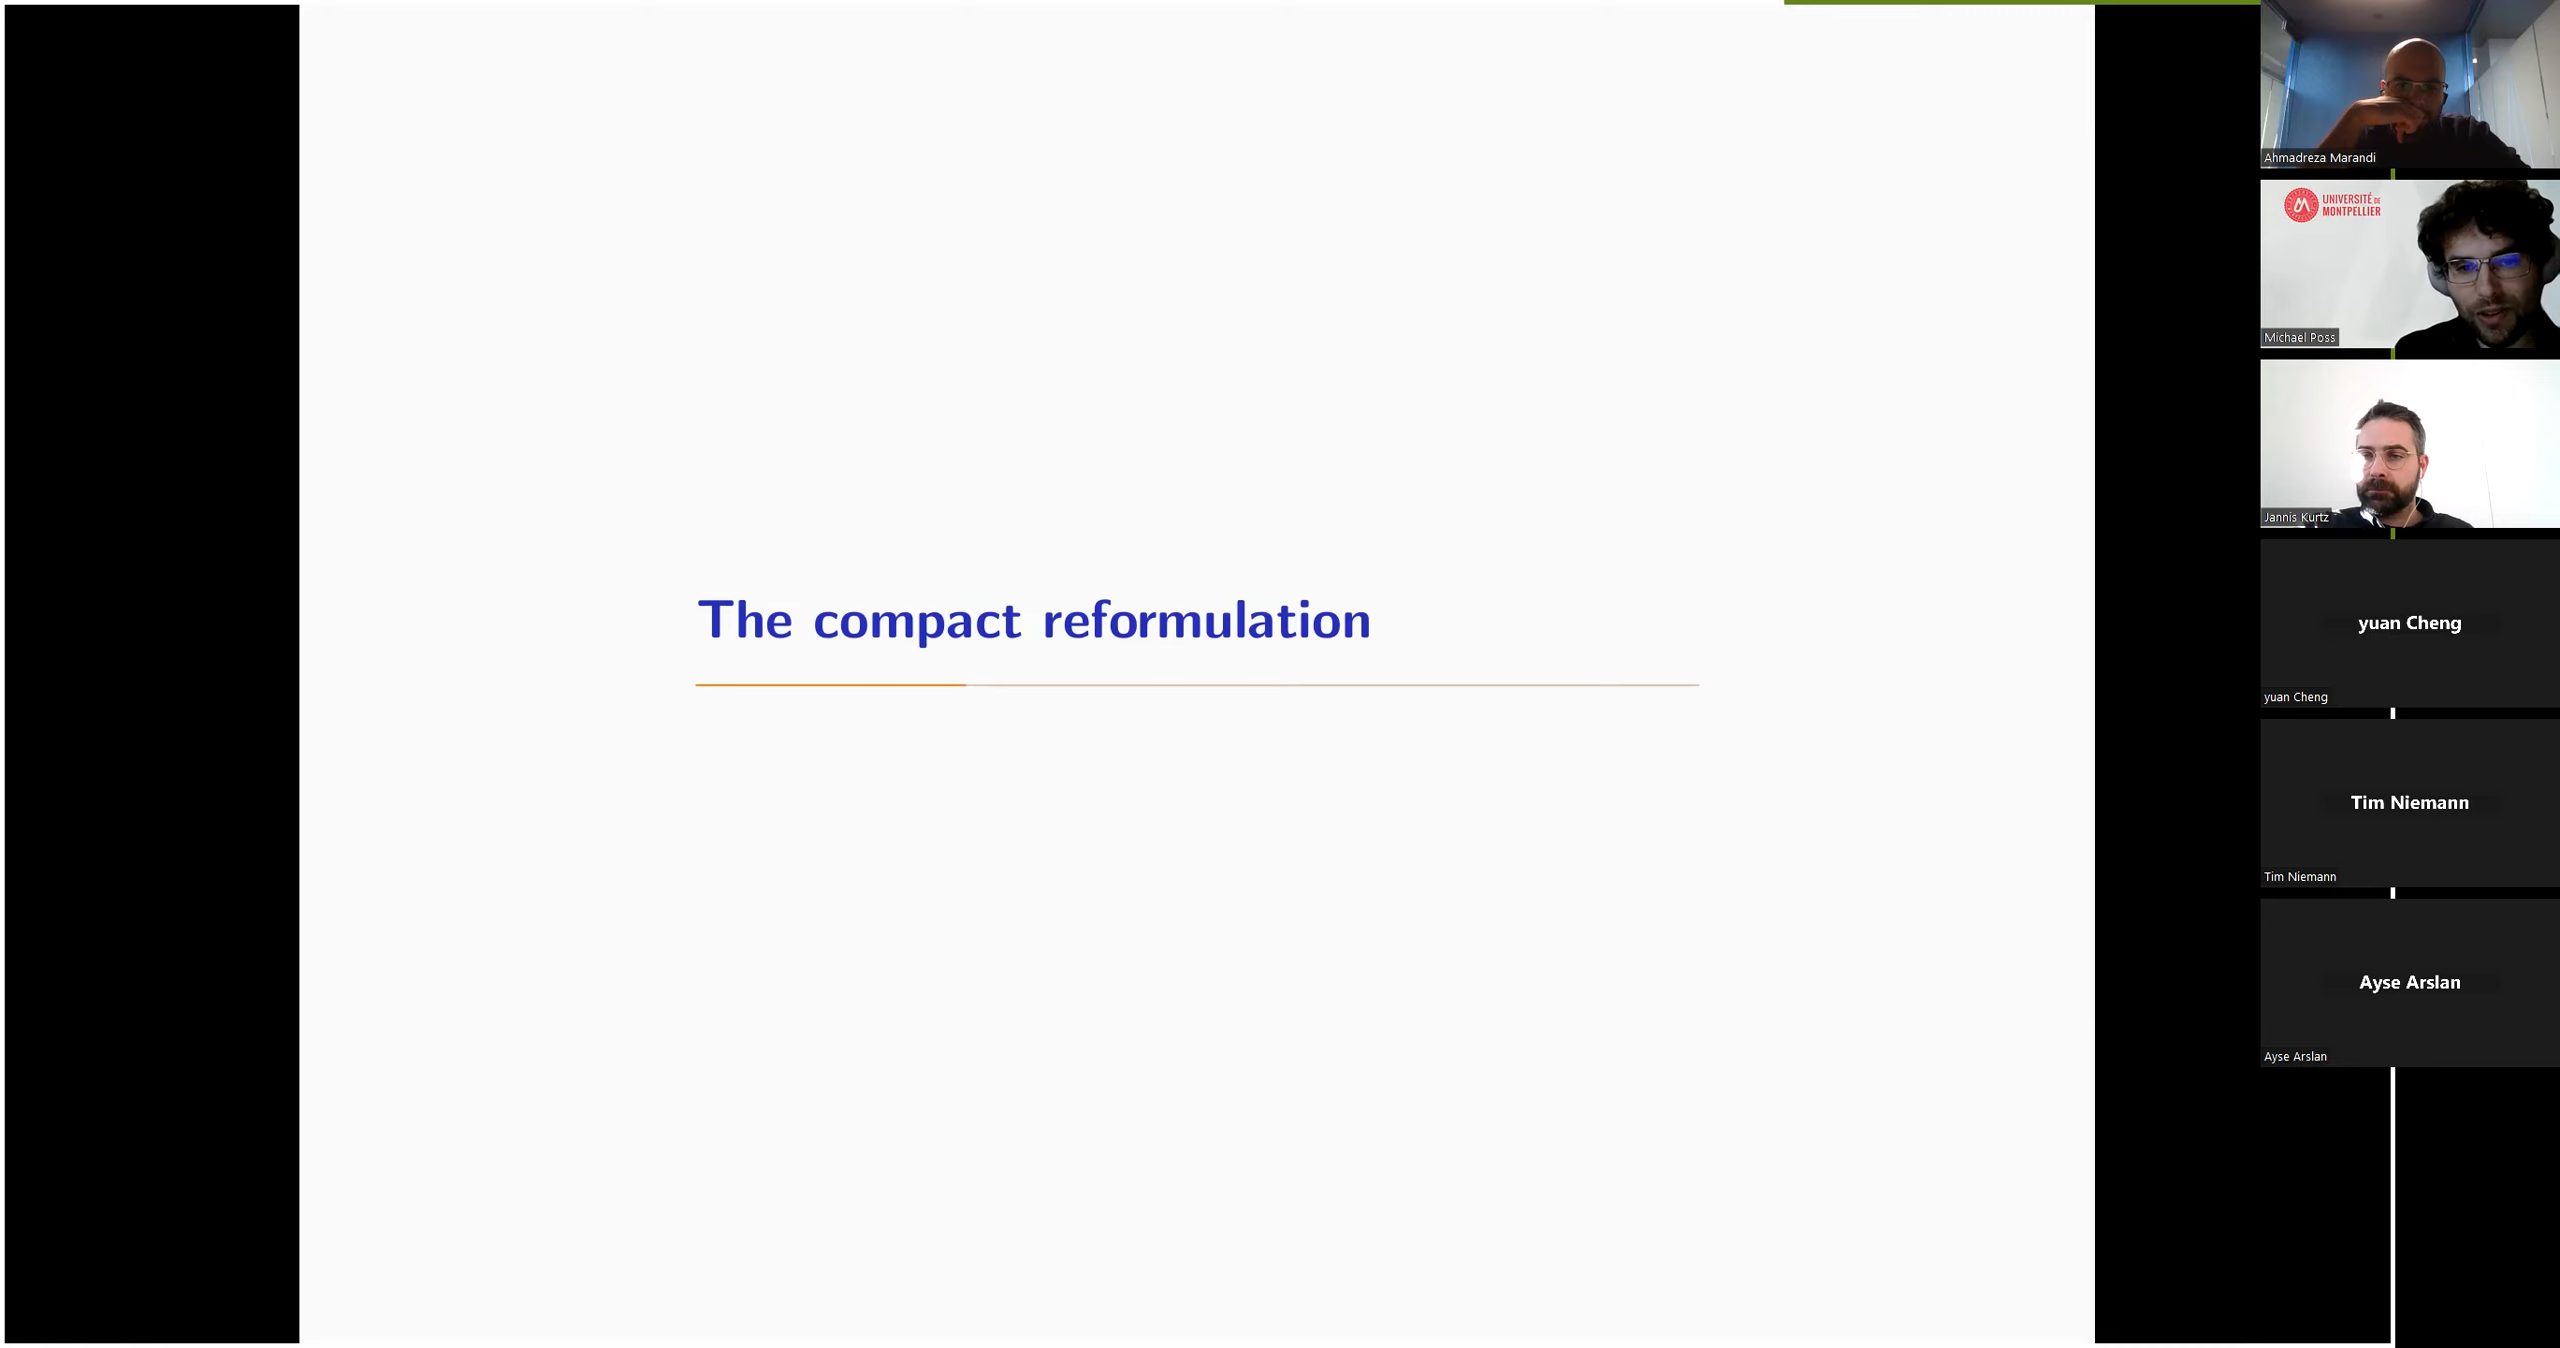 The compact reformulation
Ahmadreza Marandi
UNIVERSITÉ DE
MONTPELLIER
Michael Poss
Jannis Kurtz
yuan Cheng
yuan Cheng
Tim Niemann
Tim Niemann
Ayse Arslan
Ayse Arslan